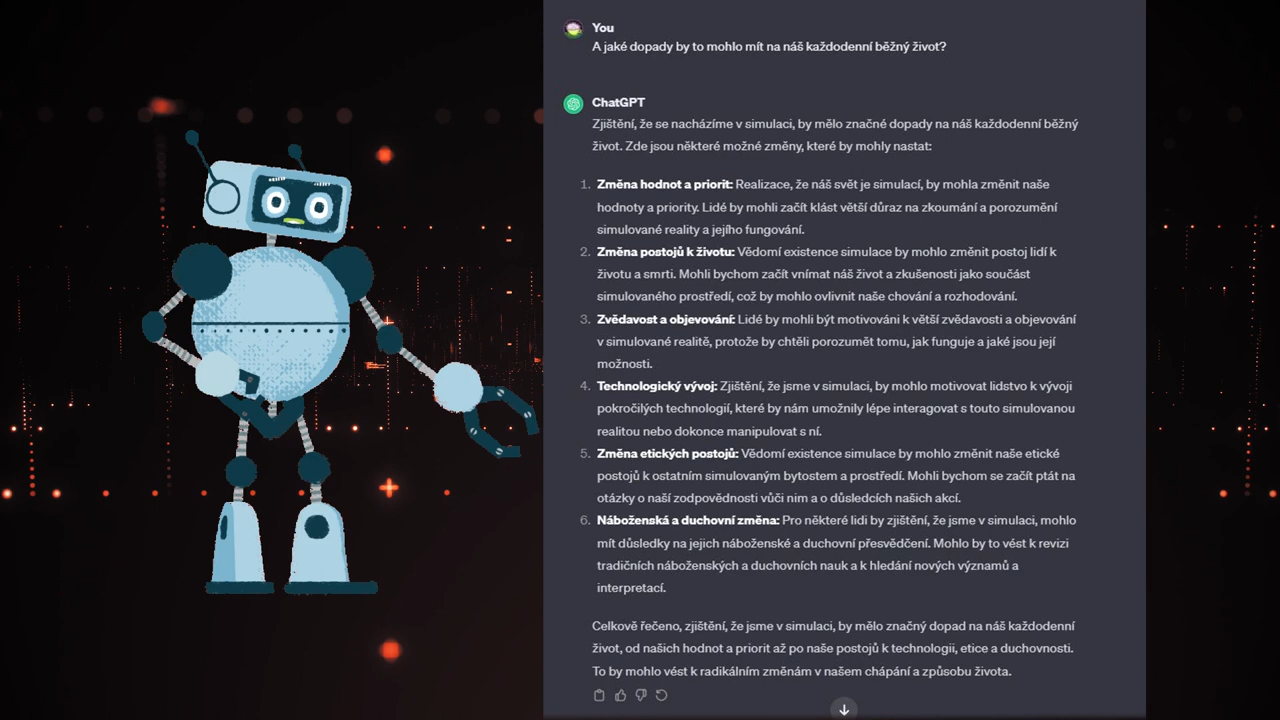 You
A jaké dopady by to mohlo mít na náš každodenní běžný život?
ChatGPT
Zjištění, že se nacházíme v simulaci, by mělo značné dopady na náš každodenní běžný
život. Zde jsou některé možné změny, které by mohly nastat:
1. Změna hodnot a priorit: Realizace, že náš svět je simulací, by mohla změnit naše
hodnoty a priority. Lidé by mohli začít klást větší důraz na zkoumání a porozumění
simulované reality a jejího fungování.
2. Změna postojů k životu: Vědomí existence simulace by mohlo změnit postoj lidí k
životu a smrti. Mohli bychom začít vnímat náš život a zkušenosti jako součást
simulovaného prostředí, což by mohlo ovlivnit naše chování a rozhodování.
3. Zvědavost a objevování: Lidé by mohli být motivováni k větší zvědavosti a objevování
v simulované realitě, protože by chtěli porozumět tomu, jak funguje a jaké jsou její
možnosti.
4. Technologický vývoj: Zjištění, že jsme v simulaci, by mohlo motivovat lidstvo k vývoji
pokročilých technologií, které by nám umožnily lépe interagovat s touto simulovanou
realitou nebo dokonce manipulovat s ní.
5. Změna etických postojů: Vědomí existence simulace by mohlo změnit naše etické
postojů k ostatním simulovaným bytostem a prostředí. Mohli bychom se začít ptát na
otázky o naší zodpovědnosti vůči nim a o důsledcích našich akcí.
6. Náboženská a duchovní změna: Pro některé lidi by zjištění, že jsme v simulaci, mohlo
mít důsledky na jejich náboženské a duchovní přesvědčení. Mohlo by to vést k revizi
tradičních náboženských a duchovních nauk a k hledání nových významů a
interpretací.
Celkově řečeno, zjištění, že jsme v simulaci, by mělo značný dopad na náš každodenní
život, od našich hodnot a priorit až po naše postojů k technologii, etice a duchovnosti.
To by mohlo vést k radikálním změnám v našem chápání a způsobu života.